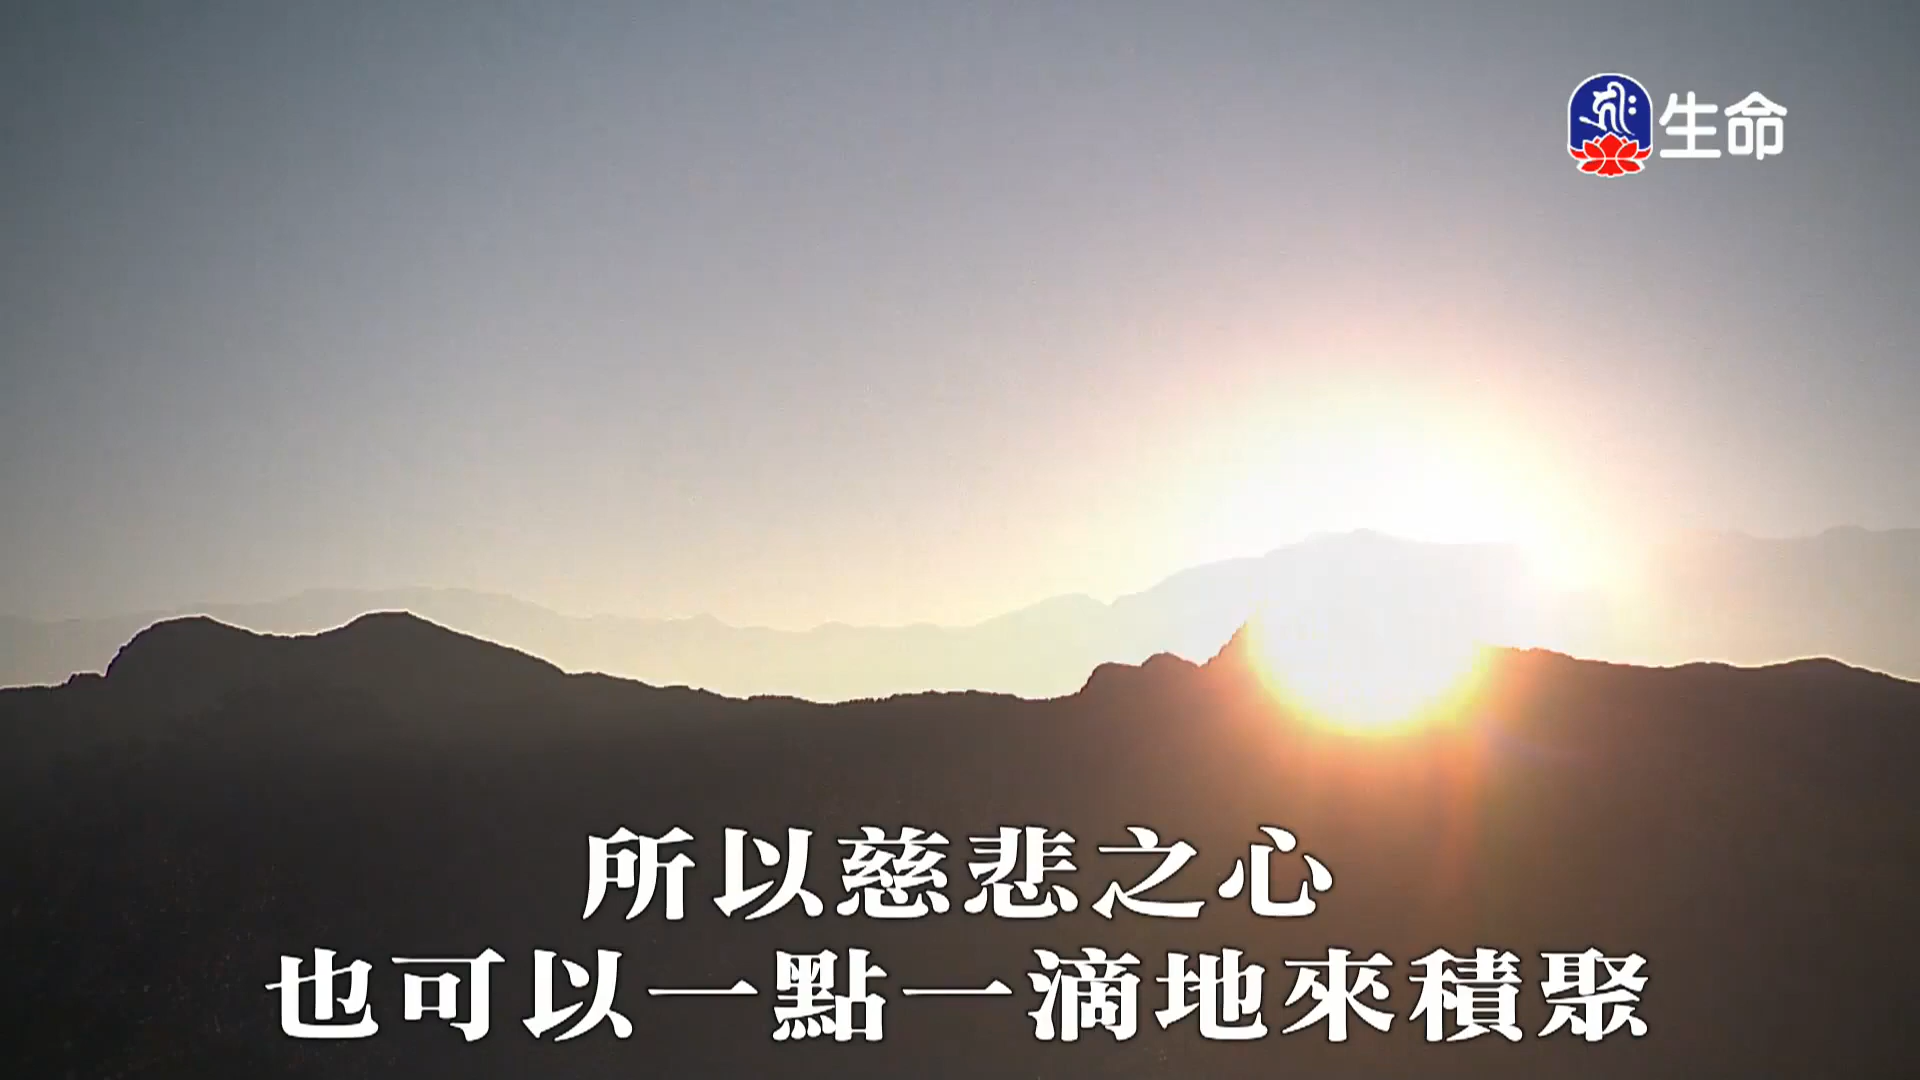 生命
所以慈悲之心
也可以一點一滴地來積聚